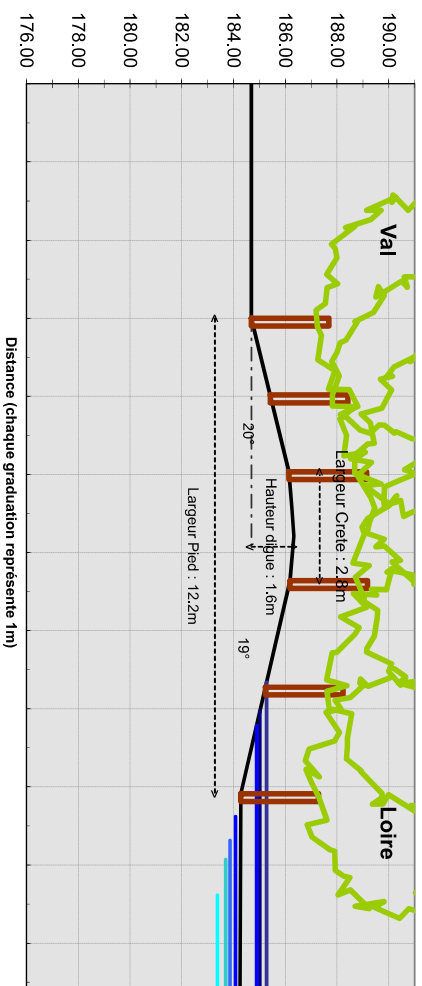 190.00
188.00
186.00
184.00
182.00
180.00
178.00
176.00
Val
Loire
Largeur Crete : 2.8m
Hauteur digue : 1.6m
20°
19°
Largeur Pied : 12.2m
Distance (chaque graduation représente 1m)